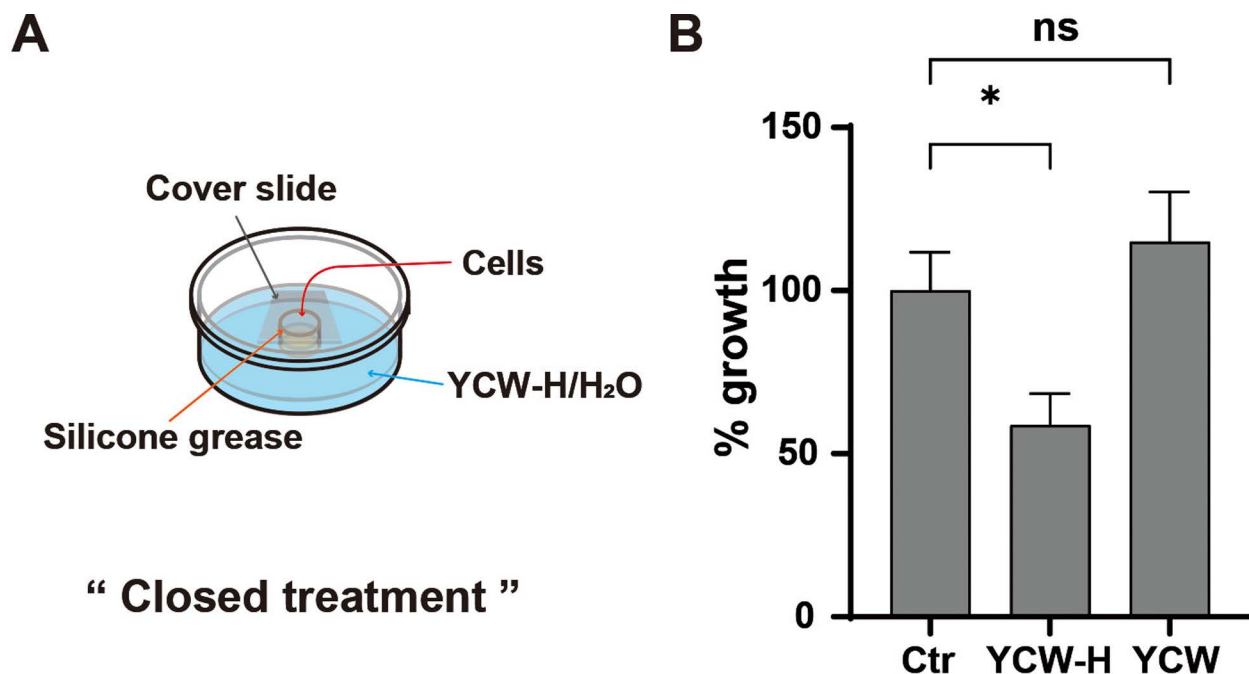 A
Cover slide
Cells
YCW-H/H₂O
Silicone grease
“ Closed treatment ”
B
ns
*
150
100
50
0
% growth
Ctr YCW-H YCW